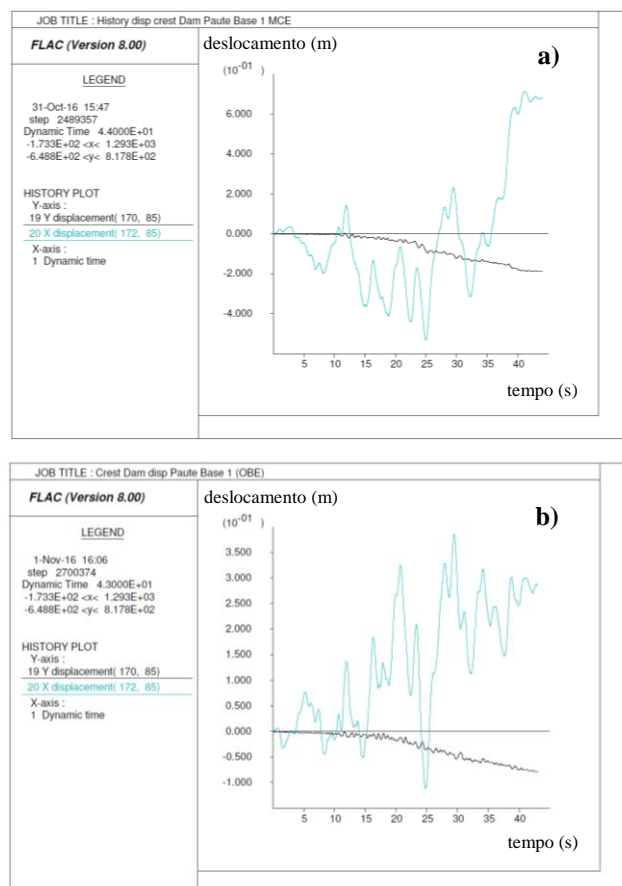 JOB TITLE : History disp crest Dam Paute Base 1 MCE
FLAC (Version 8.00)
LEGEND
31-Oct-16 15:47
step 2489357
Dynamic Time 4.4000E+01
-1.733E+02 <x< 1.293E+03
-6.488E+02 <y< 8.178E+02
HISTORY PLOT
Y-axis :
19 Y displacement( 170, 85)
20 X displacement( 172, 85)
X-axis :
1 Dynamic time
deslocamento (m)
a)
(10-01 )
6.000
4.000
2.000
0.000
-2.000
-4.000
5 10 15 20 25 30 35 40
tempo (s)
JOB TITLE : Crest Dam disp Paute Base 1 (OBE)
FLAC (Version 8.00)
LEGEND
1-Nov-16 16:06
step 2700374
Dynamic Time 4.3000E+01
-1.733E+02 <x< 1.293E+03
-6.488E+02 <y< 8.178E+02
HISTORY PLOT
Y-axis :
19 Y displacement( 170, 85)
20 X displacement( 172, 85)
X-axis :
1 Dynamic time
deslocamento (m)
b)
(10-01 )
3.500
3.000
2.500
2.000
1.500
1.000
0.500
0.000
-0.500
-1.000
5 10 15 20 25 30 35 40
tempo (s)